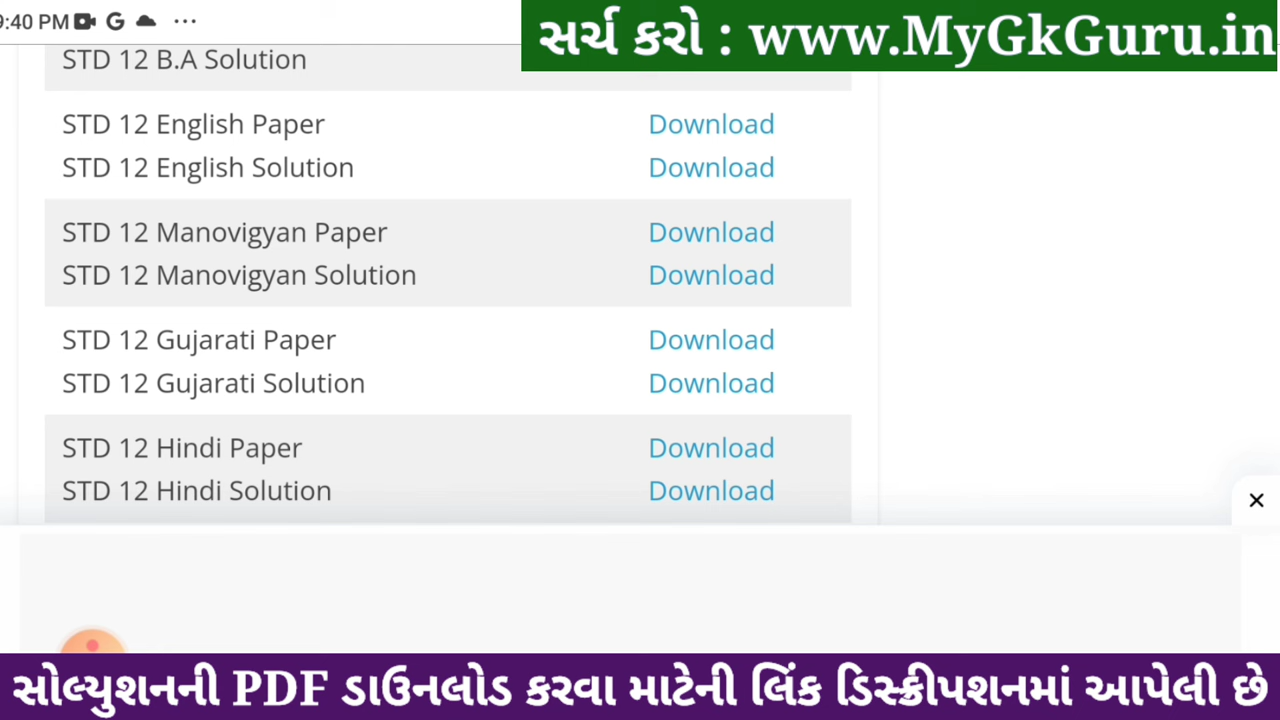 9:40 PM
સર્ચ કરો : www.MyGkGuru.in
STD 12 B.A Solution
STD 12 English Paper Download
STD 12 English Solution Download
STD 12 Manovigyan Paper Download
STD 12 Manovigyan Solution Download
STD 12 Gujarati Paper Download
STD 12 Gujarati Solution Download
STD 12 Hindi Paper Download
STD 12 Hindi Solution Download
સોલ્યુશનની PDF ડાઉનલોડ કરવા માટેની લિંક ડિસ્ક્રીપશનમાં આપેલી છે